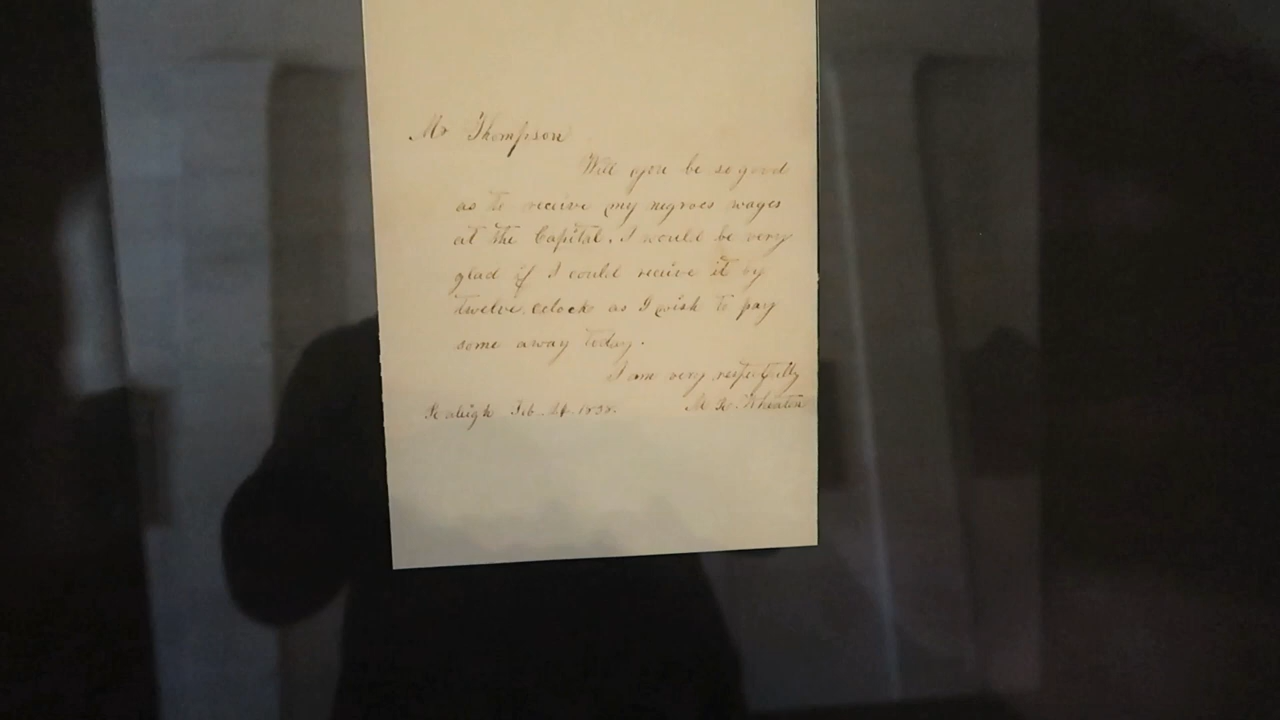 Mr Thompson
Will you be so good
as to receive my negroes wages
at the Capital. I would be very
glad if I could receive it by
twelve oclock as I wish to pay
some away today.
I am very respectfully
Raleigh Feb. 1838. M Wheaton